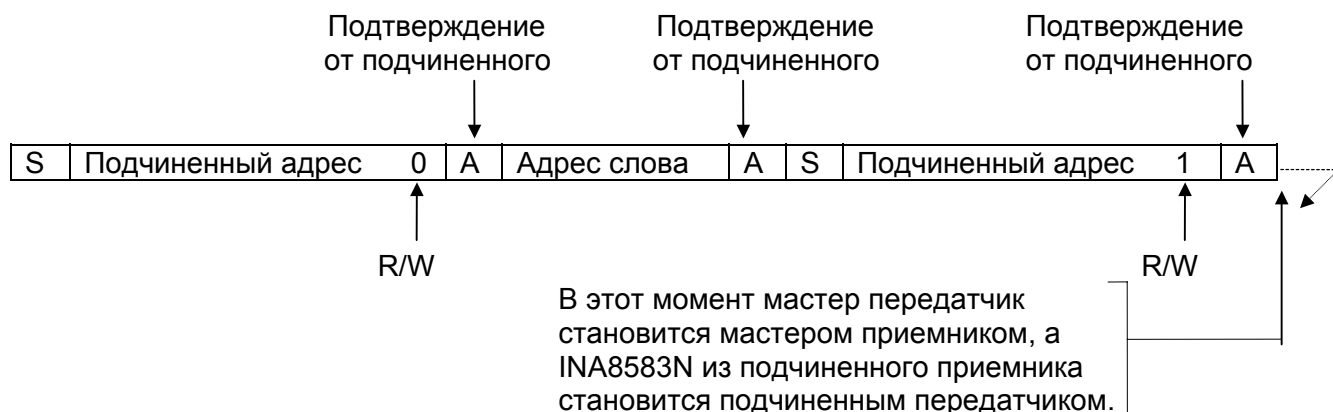 Подтверждение
от подчиненного
Подтверждение
от подчиненного
Подтверждение
от подчиненного
S Подчиненный адрес 0 A Адрес слова A S Подчиненный адрес 1 A
R/W
R/W
В этот момент мастер передатчик
становится мастером приемником, а
INA8583N из подчиненного приемника
становится подчиненным передатчиком.